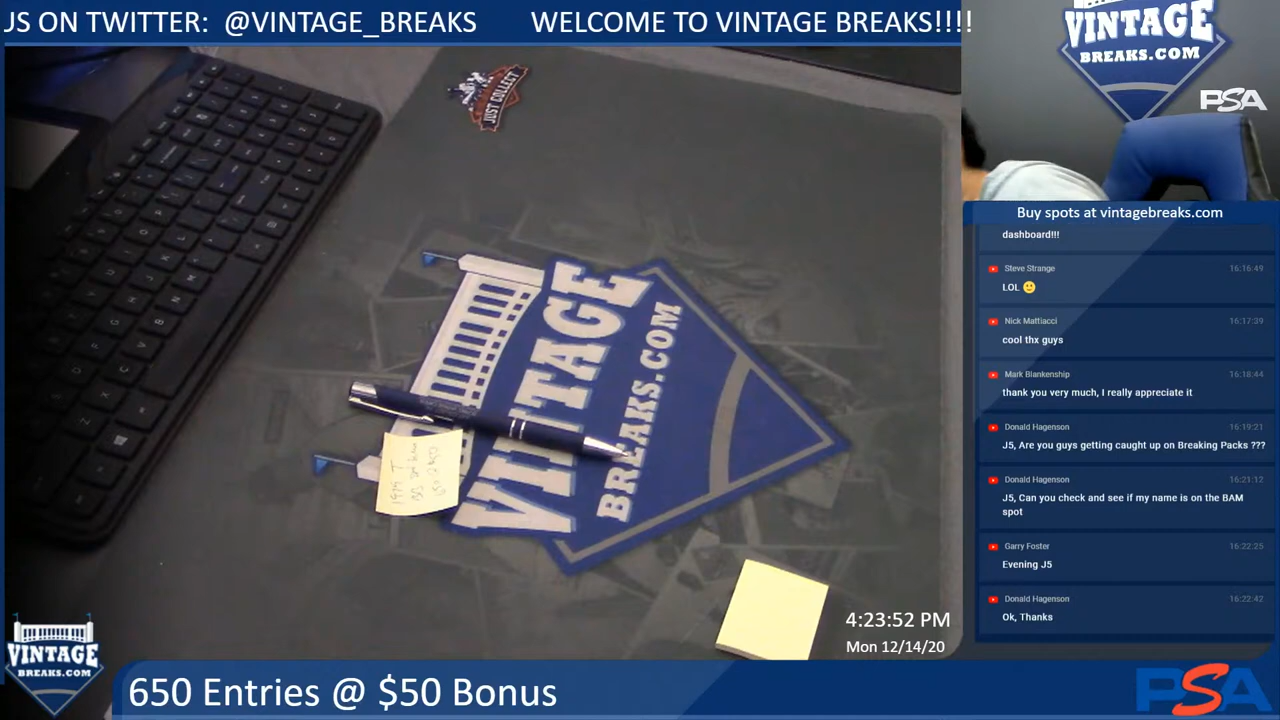 JS ON TWITTER: @VINTAGE_BREAKS WELCOME TO VINTAGE BREAKS!!!!
VINTAGE
BREAKS.COM
PSA
JUST COLLECT
Buy spots at vintagebreaks.com
dashboard!!!
Steve Strange 16:16:49
LOL 🙂
Nick Mattiacci 16:17:39
cool thx guys
Mark Blankenship 16:18:44
thank you very much, I really appreciate it
Donald Hagenson 16:19:21
J5, Are you guys getting caught up on Breaking Packs ???
Donald Hagenson 16:21:12
J5, Can you check and see if my name is on the BAM
spot
Garry Foster 16:22:25
Evening J5
Donald Hagenson 16:22:42
Ok, Thanks
VINTAGE
BREAKS.COM
4:23:52 PM
Mon 12/14/20
VINTAGE
BREAKS.COM
650 Entries @ $50 Bonus
PSA